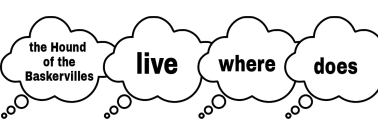 the Hound
of the
Baskervilles
live
where
does